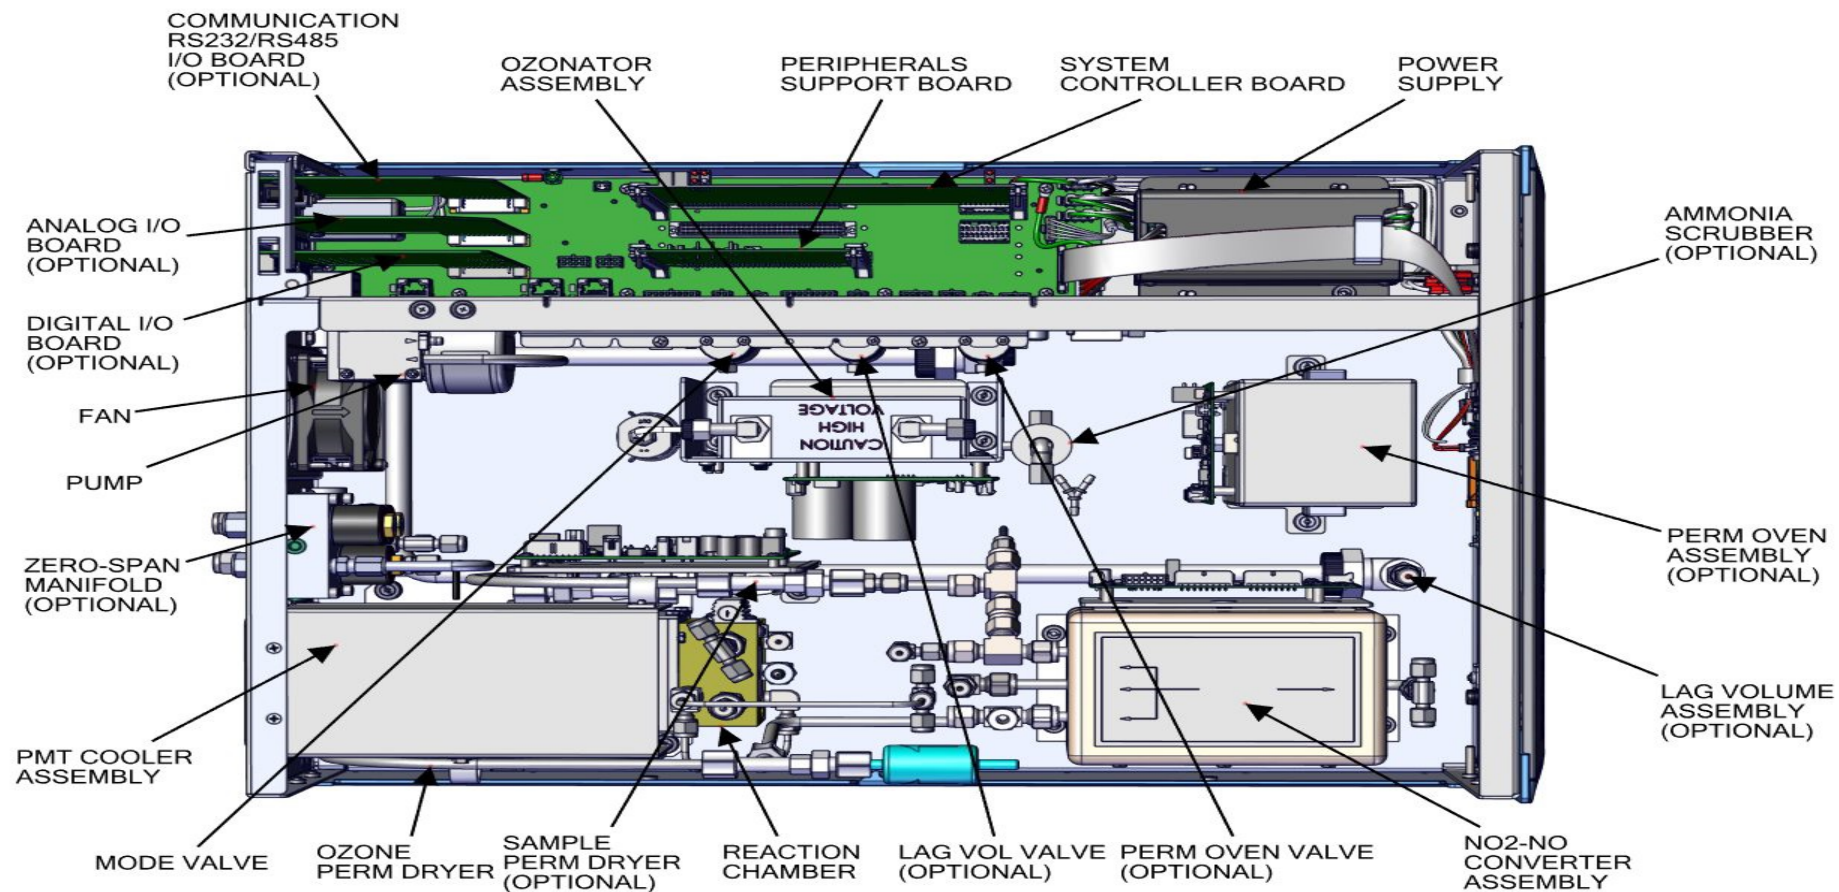 COMMUNICATION
RS232/RS485
I/O BOARD
(OPTIONAL)
OZONATOR
ASSEMBLY
PERIPHERALS
SUPPORT BOARD
SYSTEM
CONTROLLER BOARD
POWER
SUPPLY
ANALOG I/O
BOARD
(OPTIONAL)
AMMONIA
SCRUBBER
(OPTIONAL)
DIGITAL I/O
BOARD
(OPTIONAL)
FAN
CAUTION
HIGH
VOLTAGE
PUMP
ZERO-SPAN
MANIFOLD
(OPTIONAL)
PERM OVEN
ASSEMBLY
(OPTIONAL)
LAG VOLUME
ASSEMBLY
(OPTIONAL)
PMT COOLER
ASSEMBLY
MODE VALVE
OZONE
PERM DRYER
SAMPLE
PERM DRYER
(OPTIONAL)
REACTION
CHAMBER
LAG VOL VALVE
(OPTIONAL)
PERM OVEN VALVE
(OPTIONAL)
NO2-NO
CONVERTER
ASSEMBLY